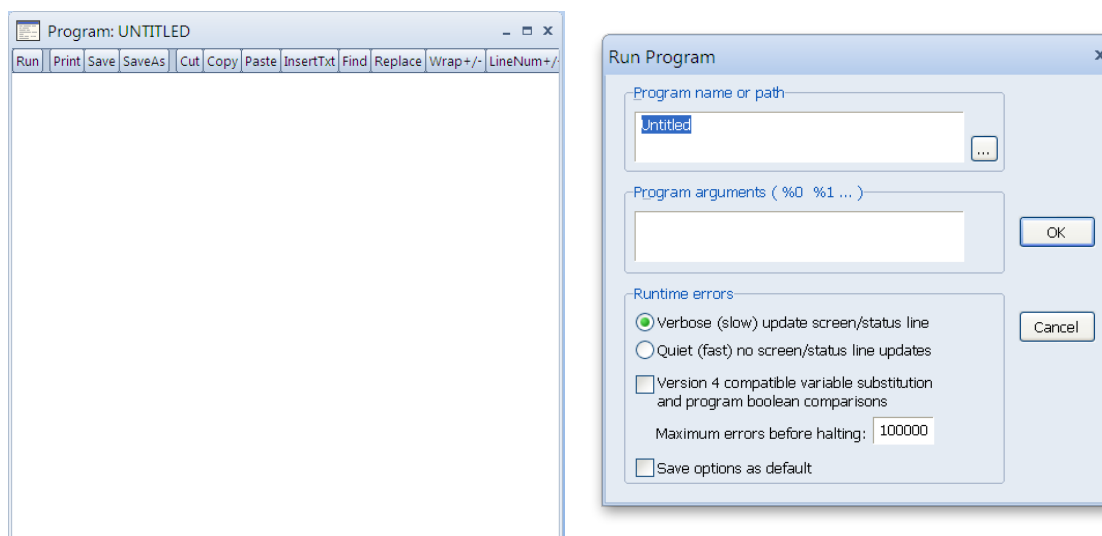 Program: UNTITLED
Run Print Save SaveAs Cut Copy Paste InsertTxt Find Replace Wrap+/- LineNum+/-
Run Program
Program name or path
Untitled
...
Program arguments ( %0 %1 ... )
OK
Runtime errors
Verbose (slow) update screen/status line
Cancel
Quiet (fast) no screen/status line updates
Version 4 compatible variable substitution
and program boolean comparisons
Maximum errors before halting: 100000
Save options as default